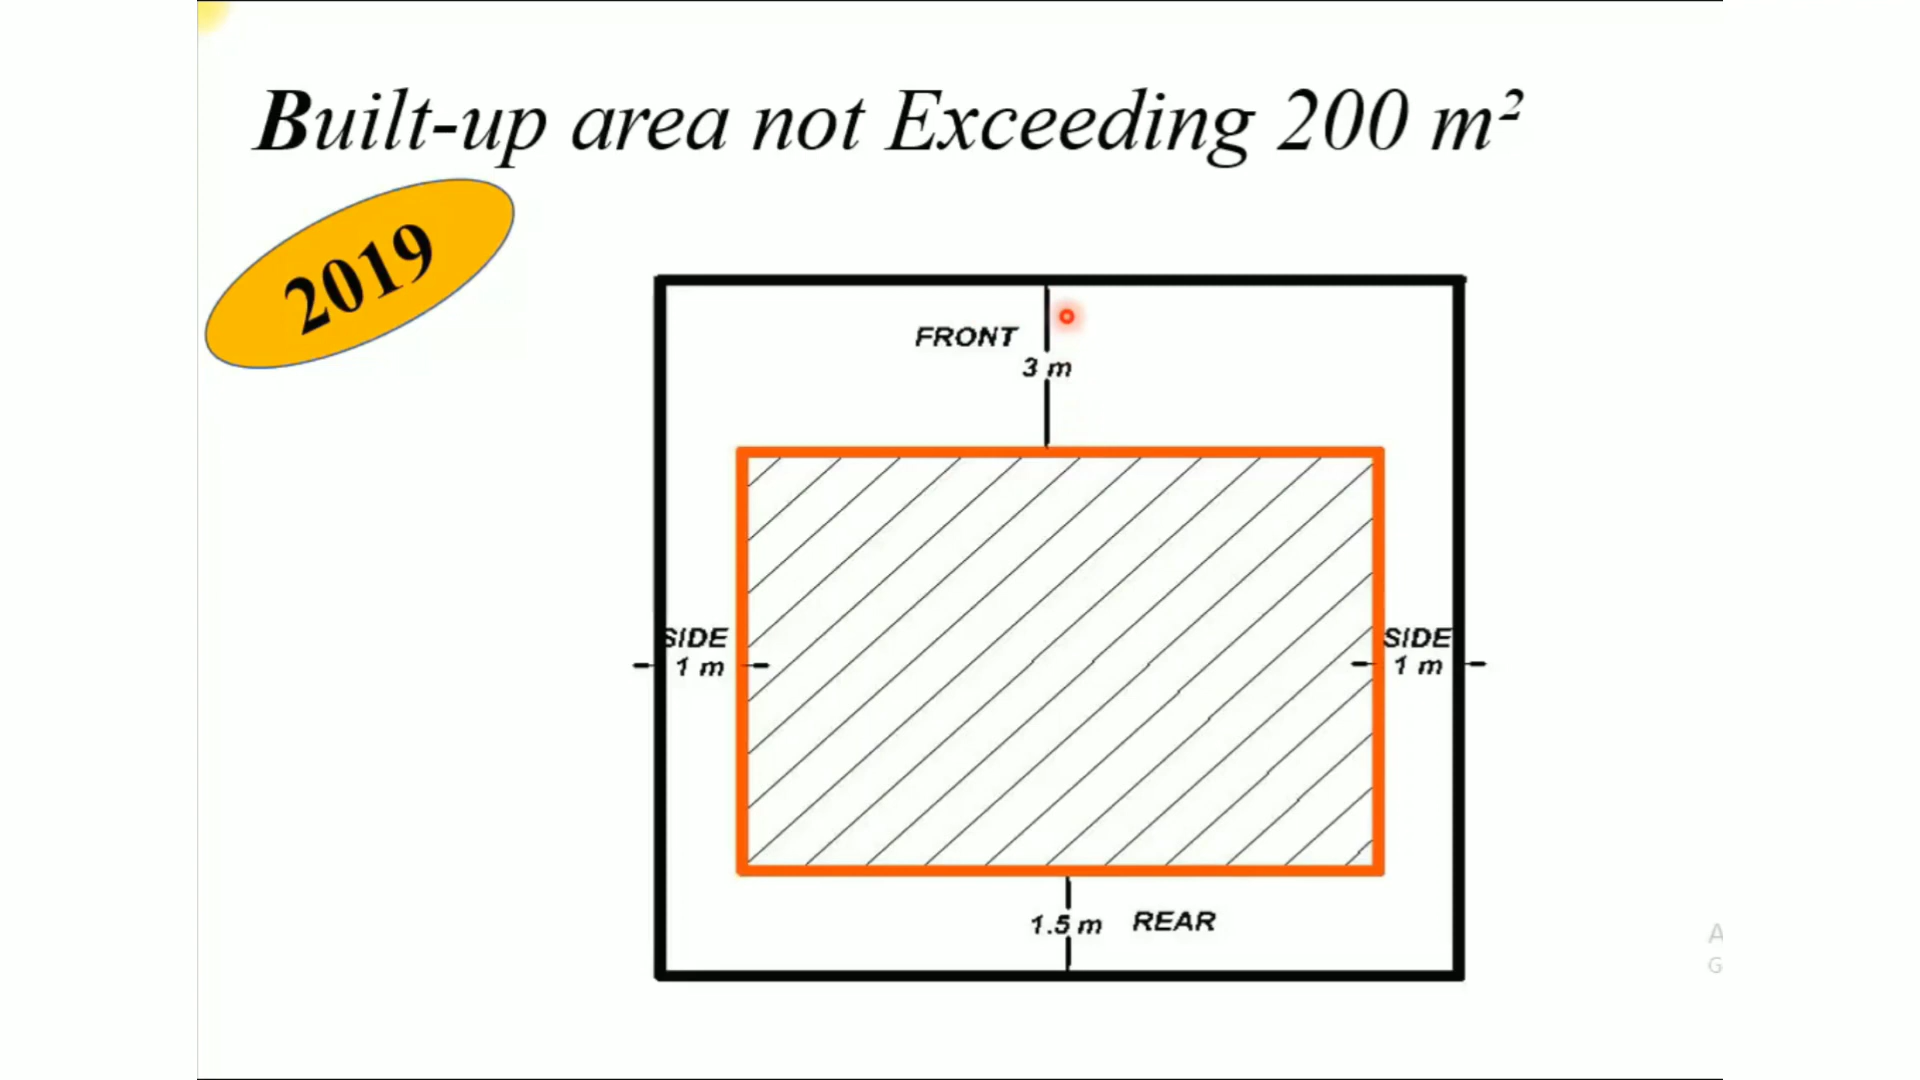 Built-up area not Exceeding 200 m²
2019
FRONT
3 m
SIDE
1 m
SIDE
1 m
1.5 m REAR
A
G